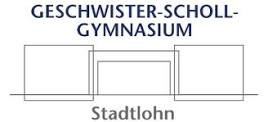 GESCHWISTER-SCHOLL-
GYMNASIUM
Stadtlohn